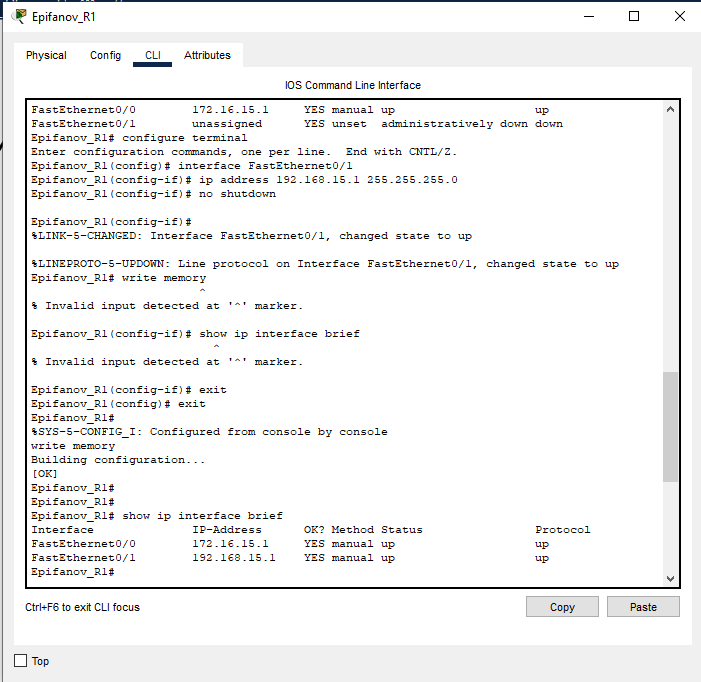 Epifanov_R1
Physical Config CLI Attributes
IOS Command Line Interface
FastEthernet0/0        172.16.15.1     YES manual up                    up
FastEthernet0/1        unassigned      YES unset  administratively down down
Epifanov_R1# configure terminal
Enter configuration commands, one per line.  End with CNTL/Z.
Epifanov_R1(config)# interface FastEthernet0/1
Epifanov_R1(config-if)# ip address 192.168.15.1 255.255.255.0
Epifanov_R1(config-if)# no shutdown
Epifanov_R1(config-if)#
%LINK-5-CHANGED: Interface FastEthernet0/1, changed state to up
%LINEPROTO-5-UPDOWN: Line protocol on Interface FastEthernet0/1, changed state to up
Epifanov_R1# write memory
^
% Invalid input detected at '^' marker.
Epifanov_R1(config-if)# show ip interface brief
^
% Invalid input detected at '^' marker.
Epifanov_R1(config-if)# exit
Epifanov_R1(config)# exit
Epifanov_R1#
%SYS-5-CONFIG_I: Configured from console by console
write memory
Building configuration...
[OK]
Epifanov_R1#
Epifanov_R1#
Epifanov_R1# show ip interface brief
Interface              IP-Address      OK? Method Status                Protocol
FastEthernet0/0        172.16.15.1     YES manual up                    up
FastEthernet0/1        192.168.15.1    YES manual up                    up
Epifanov_R1#
Ctrl+F6 to exit CLI focus
Copy Paste
Top